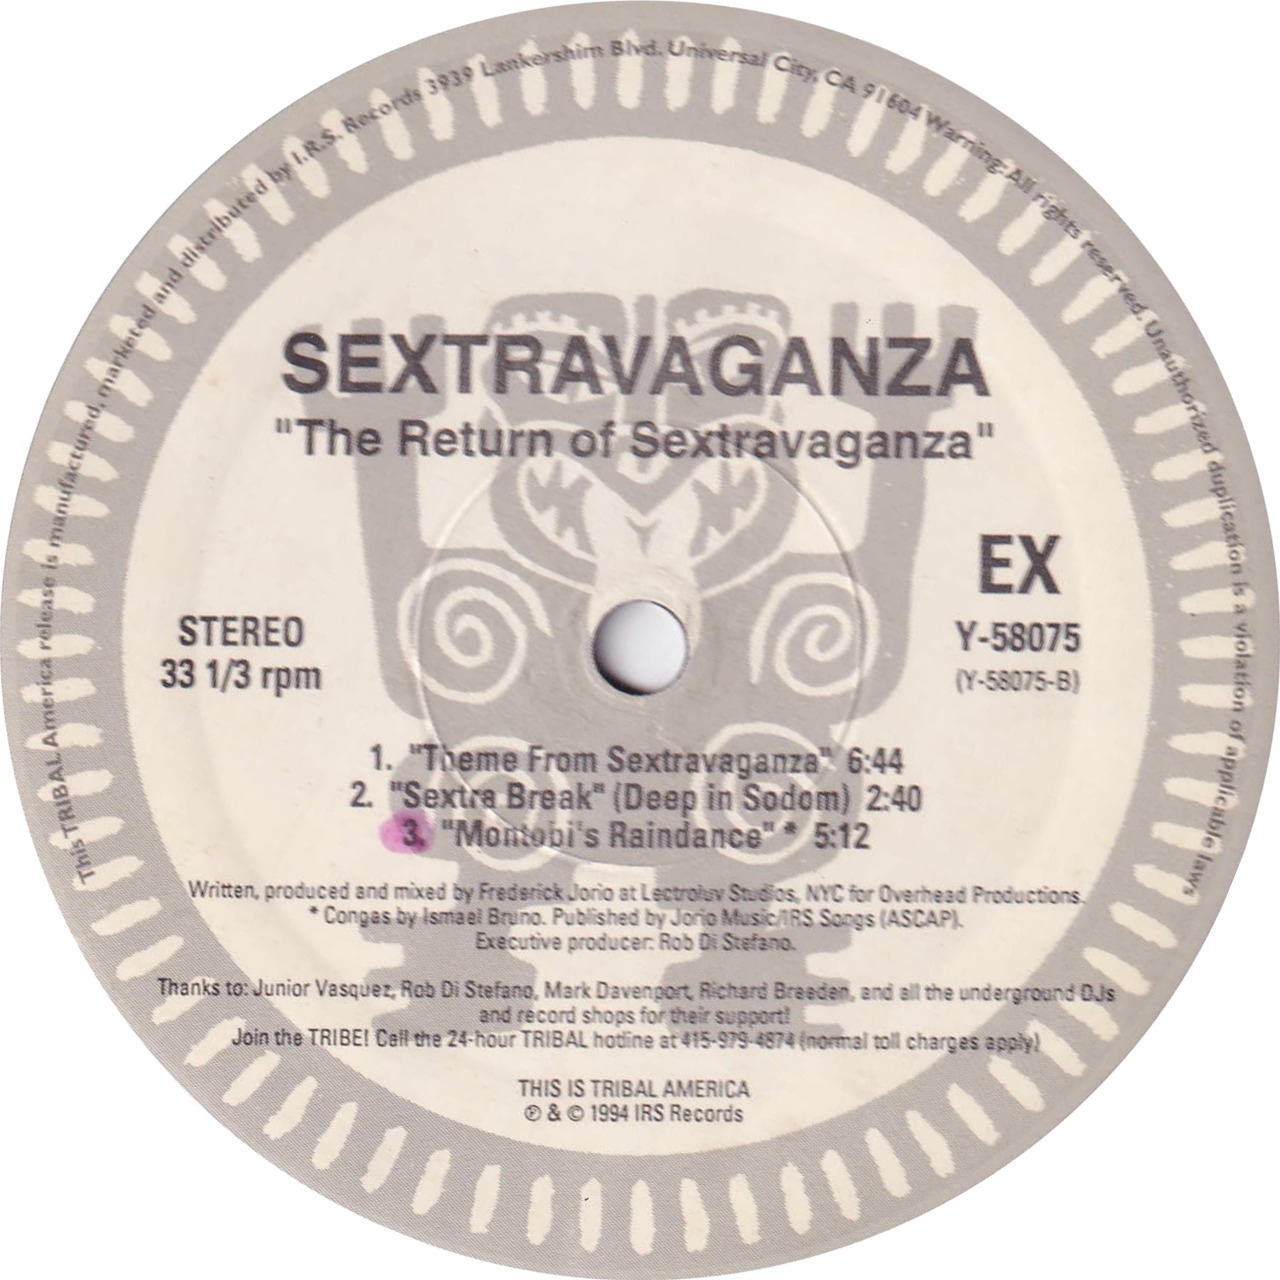 This TRIBAL America release is manufactured, marketed and distributed by I.R.S. Records 3939 Lankershim Blvd. Universal City, CA 91604 Warning: All rights reserved. Unauthorized duplication is a violation of applicable laws
SEXTRAVAGANZA
"The Return of Sextravaganza"
EX
STEREO
33 1/3 rpm
Y-58075
(Y-58075-B)
1. "Theme From Sextravaganza" 6:44
2. "Sextra Break" (Deep in Sodom) 2:40
3. "Montobi's Raindance" * 5:12
Written, produced and mixed by Frederick Jorio at Lectroluv Studios, NYC for Overhead Productions.
* Congas by Ismael Bruno. Published by Jorio Music/IRS Songs (ASCAP).
Executive producer: Rob Di Stefano.
Thanks to: Junior Vasquez, Rob Di Stefano, Mark Davenport, Richard Breeden, and all the underground DJs
and record shops for their support!
Join the TRIBE! Call the 24-hour TRIBAL hotline at 415-979-4874 (normal toll charges apply)
THIS IS TRIBAL AMERICA
℗ & © 1994 IRS Records